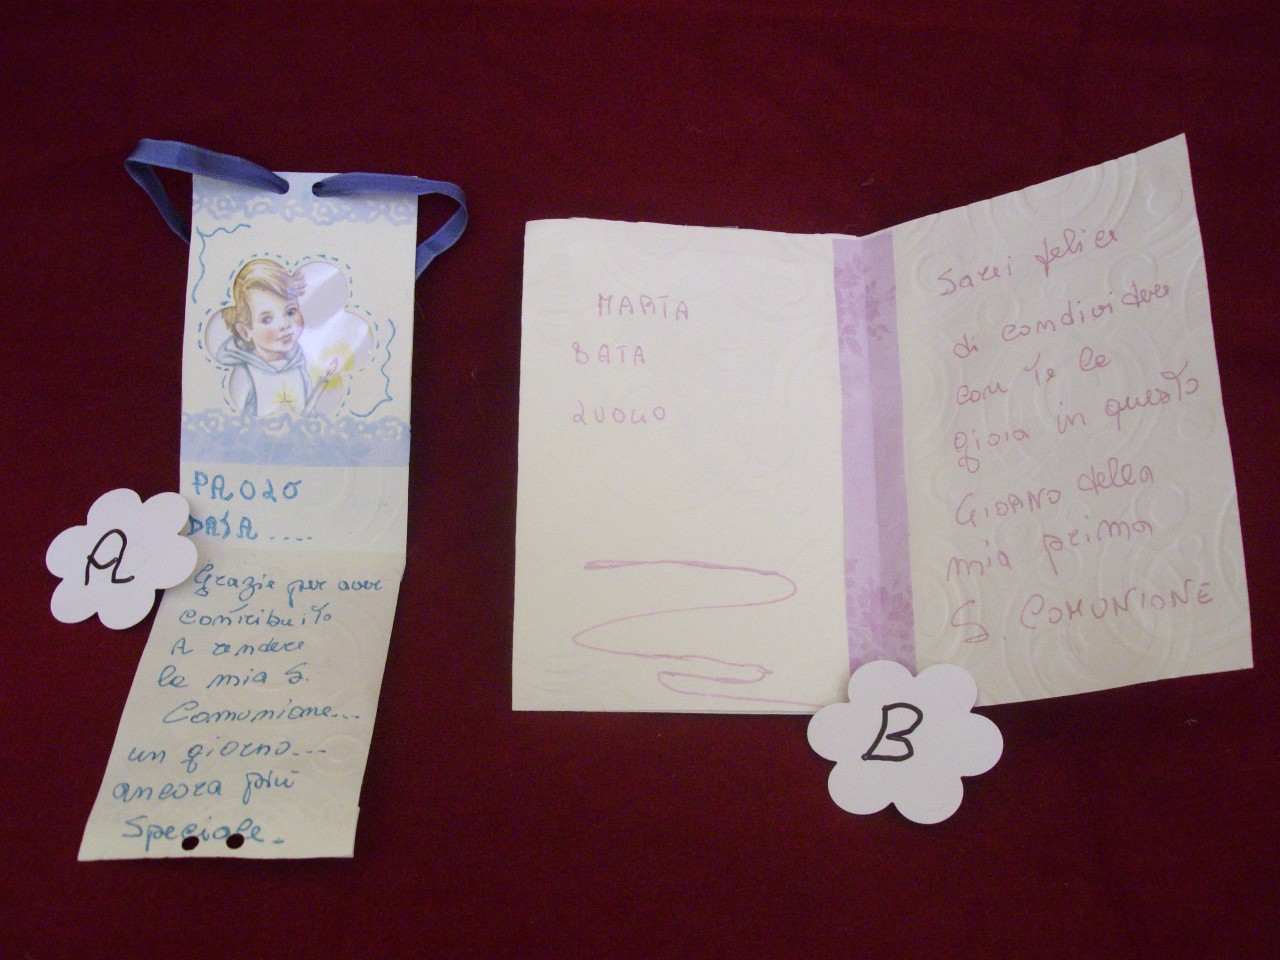 PAOLO
DATA ....
Grazie per aver
contribuito
A rendere
la mia S.
Comunione...
un giorno...
ancora più
Speciale.
A
MARTA
DATA
LUOGO
Sarei felice
di condividere
con te la
gioia in questo
GIORNO della
mia prima
S. COMUNIONE
B